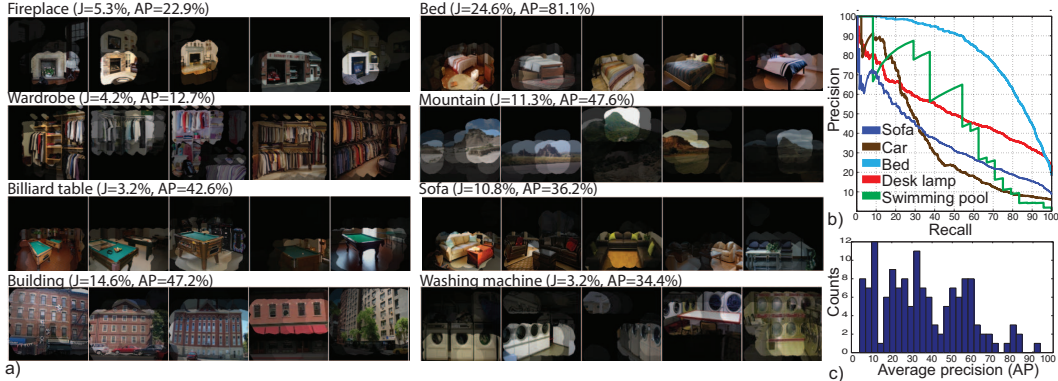 Fireplace (J=5.3%, AP=22.9%)
Wardrobe (J=4.2%, AP=12.7%)
Billiard table (J=3.2%, AP=42.6%)
Building (J=14.6%, AP=47.2%)
a)
Bed (J=24.6%, AP=81.1%)
Mountain (J=11.3%, AP=47.6%)
Sofa (J=10.8%, AP=36.2%)
Washing machine (J=3.2%, AP=34.4%)
100
90
80
70
60
50
40
30
20
10
Precision
Sofa
Car
Bed
Desk lamp
Swimming pool
0 10 20 30 40 50 60 70 80 90 100
b)
Recall
12
10
8
6
4
2
0
Counts
0 10 20 30 40 50 60 70 80 90 100
c)
Average precision (AP)